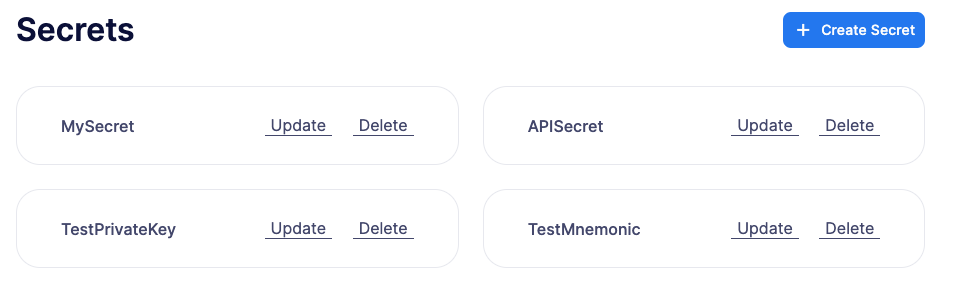 Secrets
+ Create Secret
MySecret Update Delete
APISecret Update Delete
TestPrivateKey Update Delete
TestMnemonic Update Delete